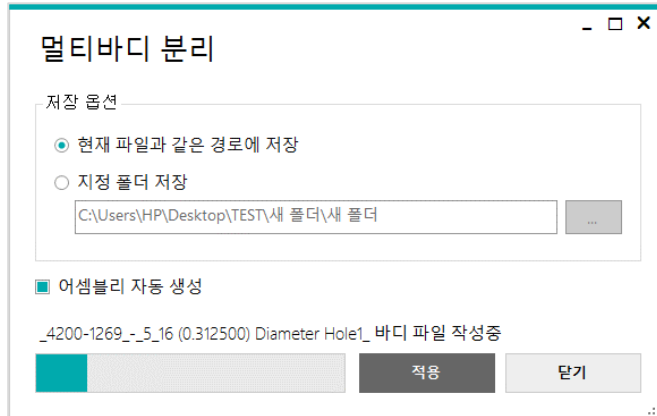 멀티바디 분리
저장 옵션
현재 파일과 같은 경로에 저장
지정 폴더 저장
C:\Users\HP\Desktop\TEST\새 폴더\새 폴더
...
어셈블리 자동 생성
_4200-1269_-_5_16 (0.312500) Diameter Hole1_ 바디 파일 작성중
적용
닫기